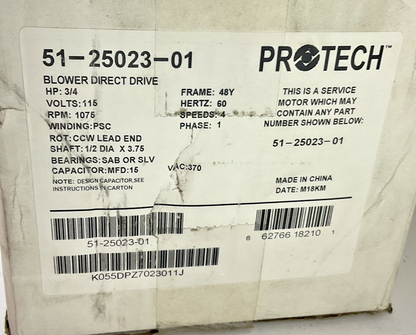 51-25023-01
PROTECH™
BLOWER DIRECT DRIVE
HP: 3/4
VOLTS: 115
RPM: 1075
WINDING: PSC
ROT: CCW LEAD END
SHAFT: 1/2 DIA X 3.75
BEARINGS: SAB OR SLV
CAPACITOR: MFD: 15 VAC: 370
NOTE: DESIGN CAPACITOR, SEE
INSTRUCTIONS IN CARTON
FRAME: 48Y
HERTZ: 60
SPEEDS: 4
PHASE: 1
THIS IS A SERVICE
MOTOR WHICH MAY
CONTAIN ANY PART
NUMBER SHOWN BELOW:
51-25023-01
MADE IN CHINA
DATE: M18KM
51-25023-01
6 62766 18210 1
K055DPZ7023011J